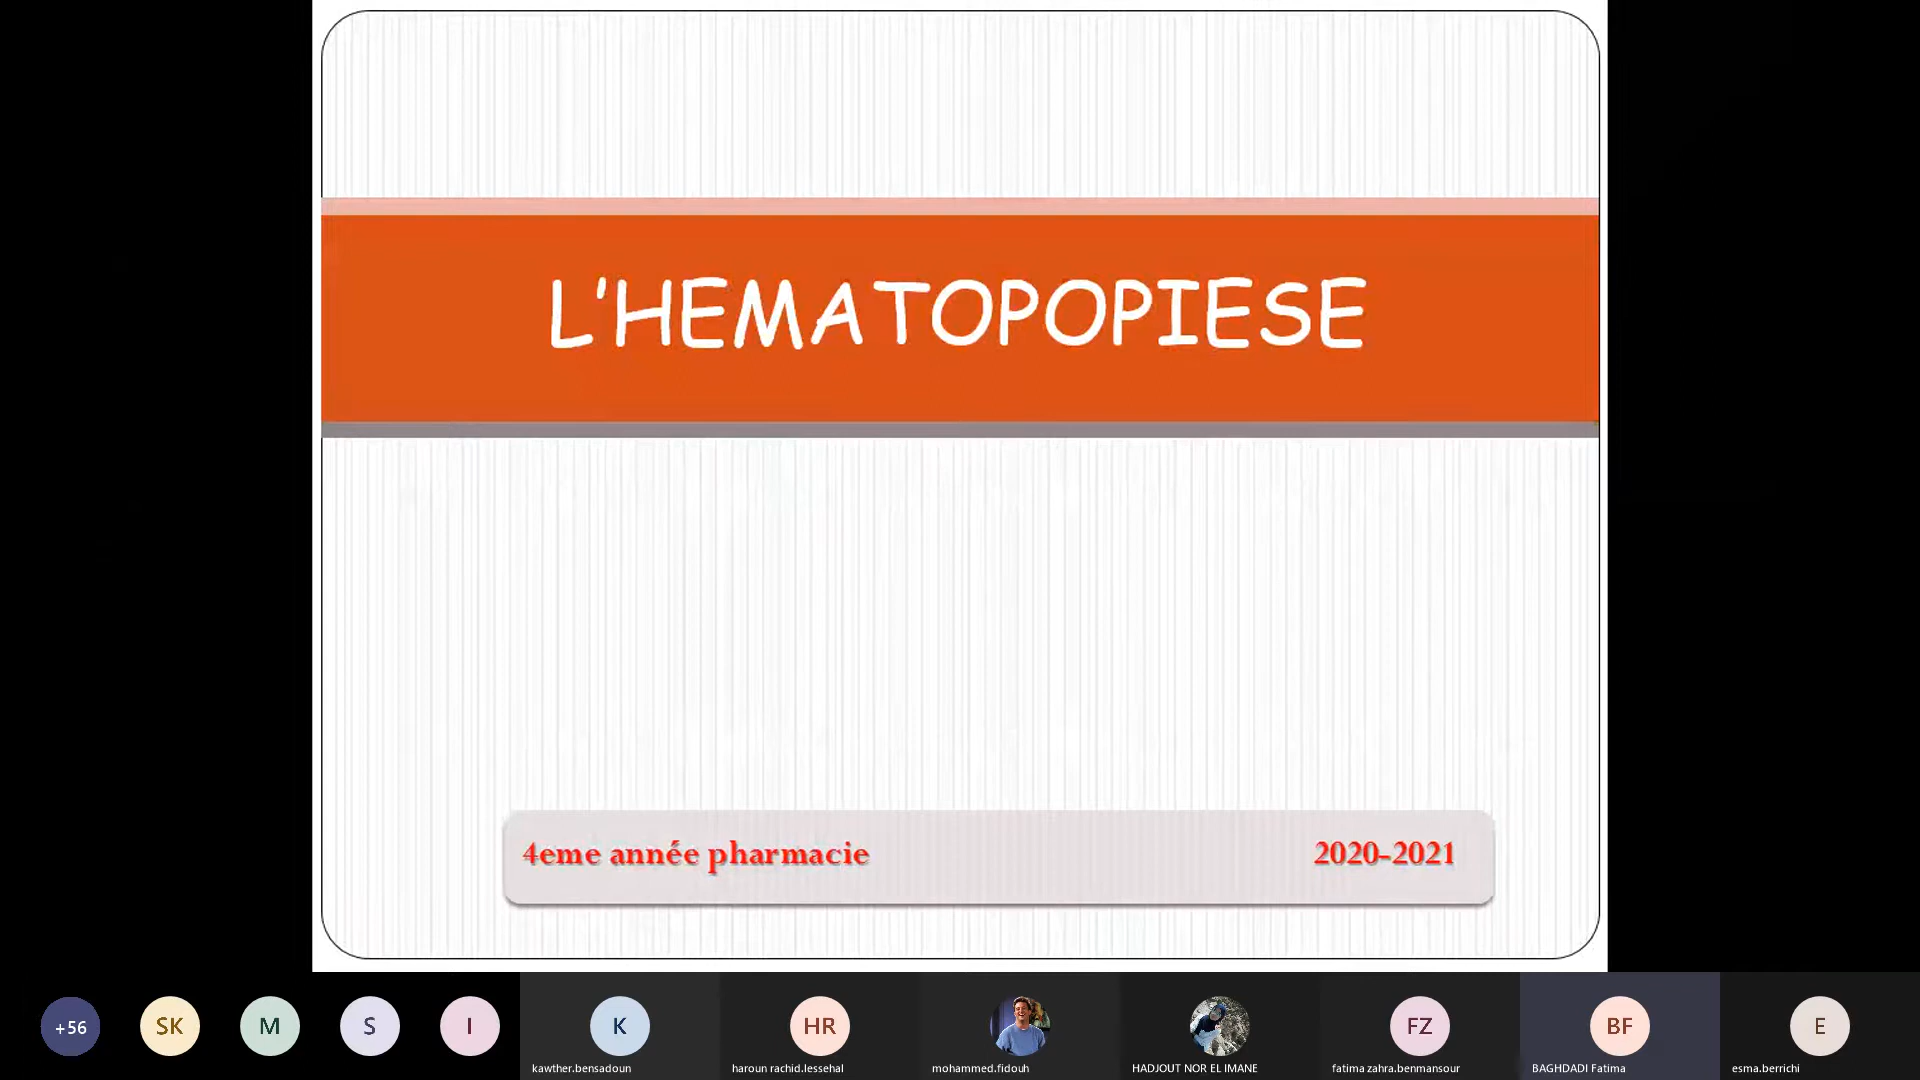 L'HEMATOPOPIESE
4eme année pharmacie 2020-2021
+56 SK M S I K HR FZ BF E
kawther.bensadoun haroun rachid.lessehal mohammed.fidouh HADJOUT NOR EL IMANE fatima zahra.benmansour BAGHDADI Fatima esma.berrichi